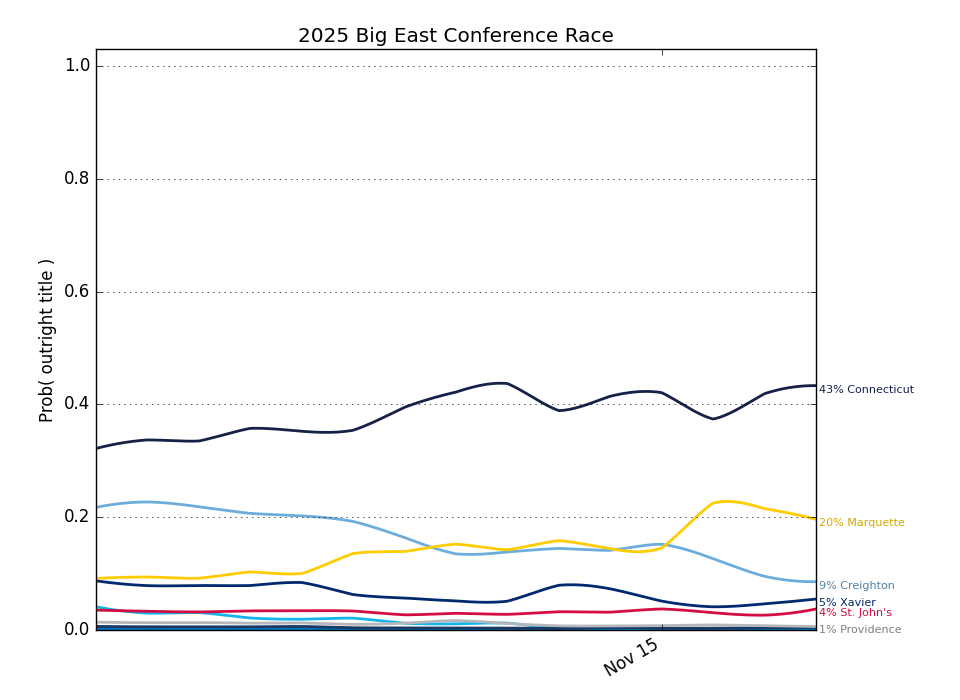 2025 Big East Conference Race
Prob( outright title )
1.0
0.8
0.6
0.4
0.2
0.0
Nov 15
43% Connecticut
20% Marquette
9% Creighton
5% Xavier
4% St. John's
1% Providence